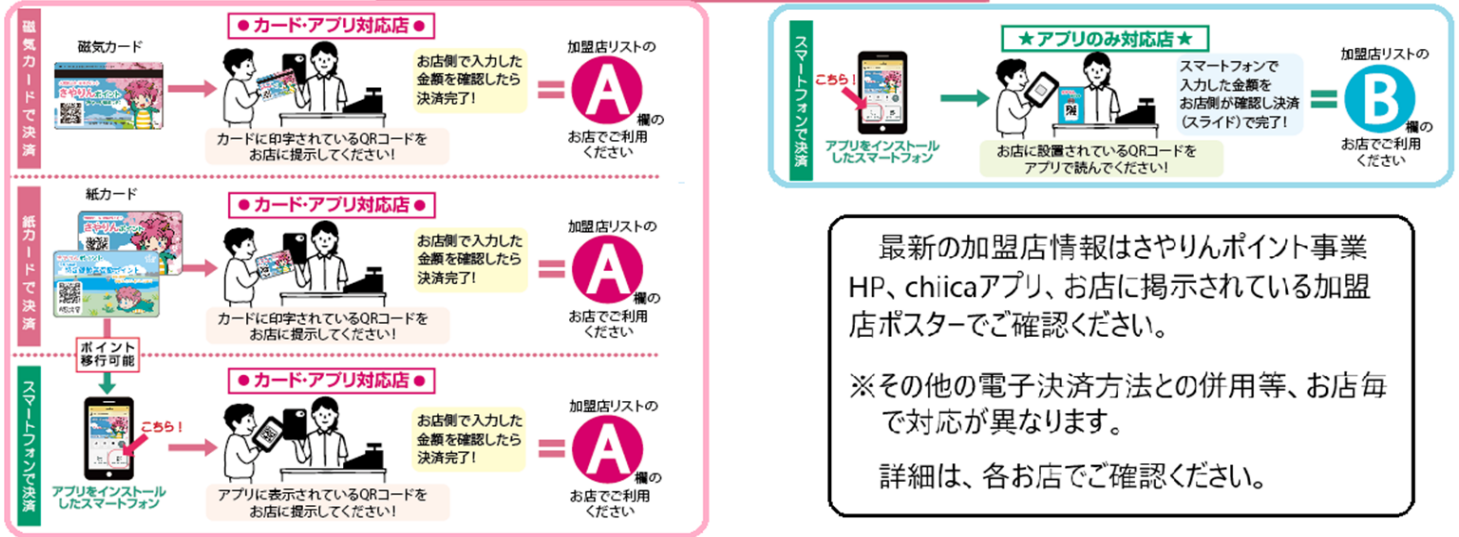 磁気カードで決済
磁気カード
さやりんポイント
●カード・アプリ対応店●
カードに印字されているQRコードを
お店に提示してください!
お店側で入力した
金額を確認したら
決済完了!
=
加盟店リストの
A欄の
お店でご利用
ください
紙カードで決済
紙カード
さやりんポイント
●カード・アプリ対応店●
カードに印字されているQRコードを
お店に提示してください!
お店側で入力した
金額を確認したら
決済完了!
=
加盟店リストの
A欄の
お店でご利用
ください
ポイント
移行可能
スマートフォンで決済
こちら!
アプリをインストール
したスマートフォン
●カード・アプリ対応店●
アプリに表示されているQRコードを
お店に提示してください!
お店側で入力した
金額を確認したら
決済完了!
=
加盟店リストの
A欄の
お店でご利用
ください
スマートフォンで決済
こちら!
アプリをインストール
したスマートフォン
★アプリのみ対応店★
お店に設置されているQRコードを
アプリで読んでください!
スマートフォンで
入力した金額を
お店側が確認し決済
(スライド)で完了!
=
加盟店リストの
B欄の
お店でご利用
ください
最新の加盟店情報はさやりんポイント事業
HP、chiicaアプリ、お店に掲示されている加盟
店ポスターでご確認ください。
※その他の電子決済方法との併用等、お店毎
で対応が異なります。
詳細は、各お店でご確認ください。